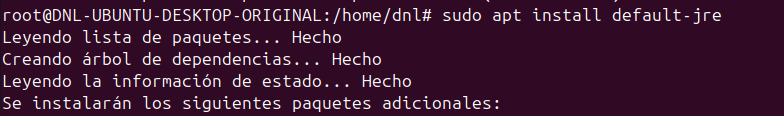 root@DNL-UBUNTU-DESKTOP-ORIGINAL:/home/dnl# sudo apt install default-jre
Leyendo lista de paquetes... Hecho
Creando árbol de dependencias... Hecho
Leyendo la información de estado... Hecho
Se instalarán los siguientes paquetes adicionales: